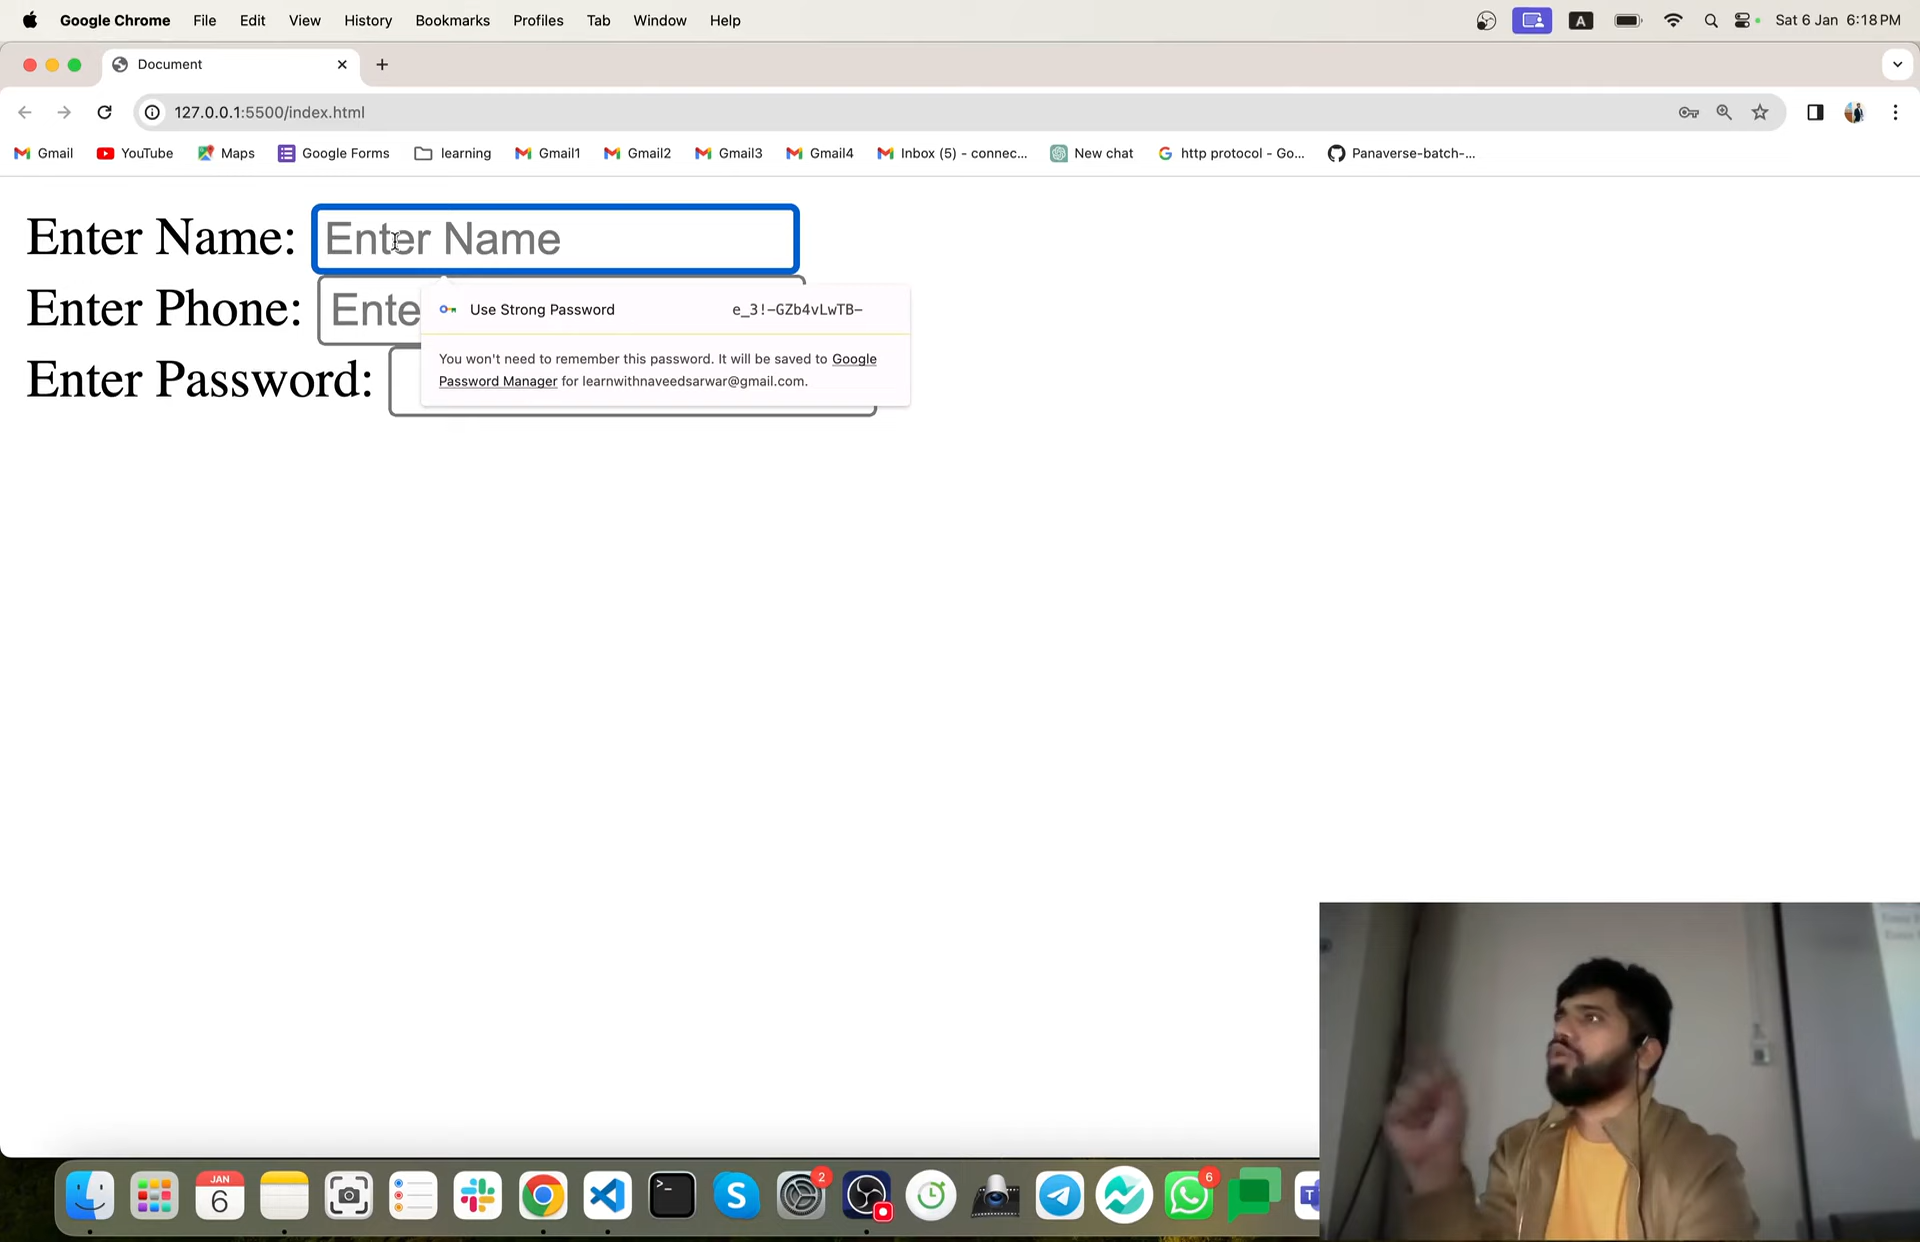 Google Chrome File Edit View History Bookmarks Profiles Tab Window Help A Sat 6 Jan 6:18 PM
Document
127.0.0.1:5500/index.html
Gmail YouTube Maps Google Forms learning Gmail1 Gmail2 Gmail3 Gmail4 Inbox (5) - connec... New chat http protocol - Go... Panaverse-batch-...
Enter Name: Enter Name
Enter Phone: Ente
Use Strong Password e_3!-GZb4vLwTB-
Enter Password:
You won't need to remember this password. It will be saved to Google
Password Manager for learnwithnaveedsarwar@gmail.com.
JAN
6
>_
S
2
6
T